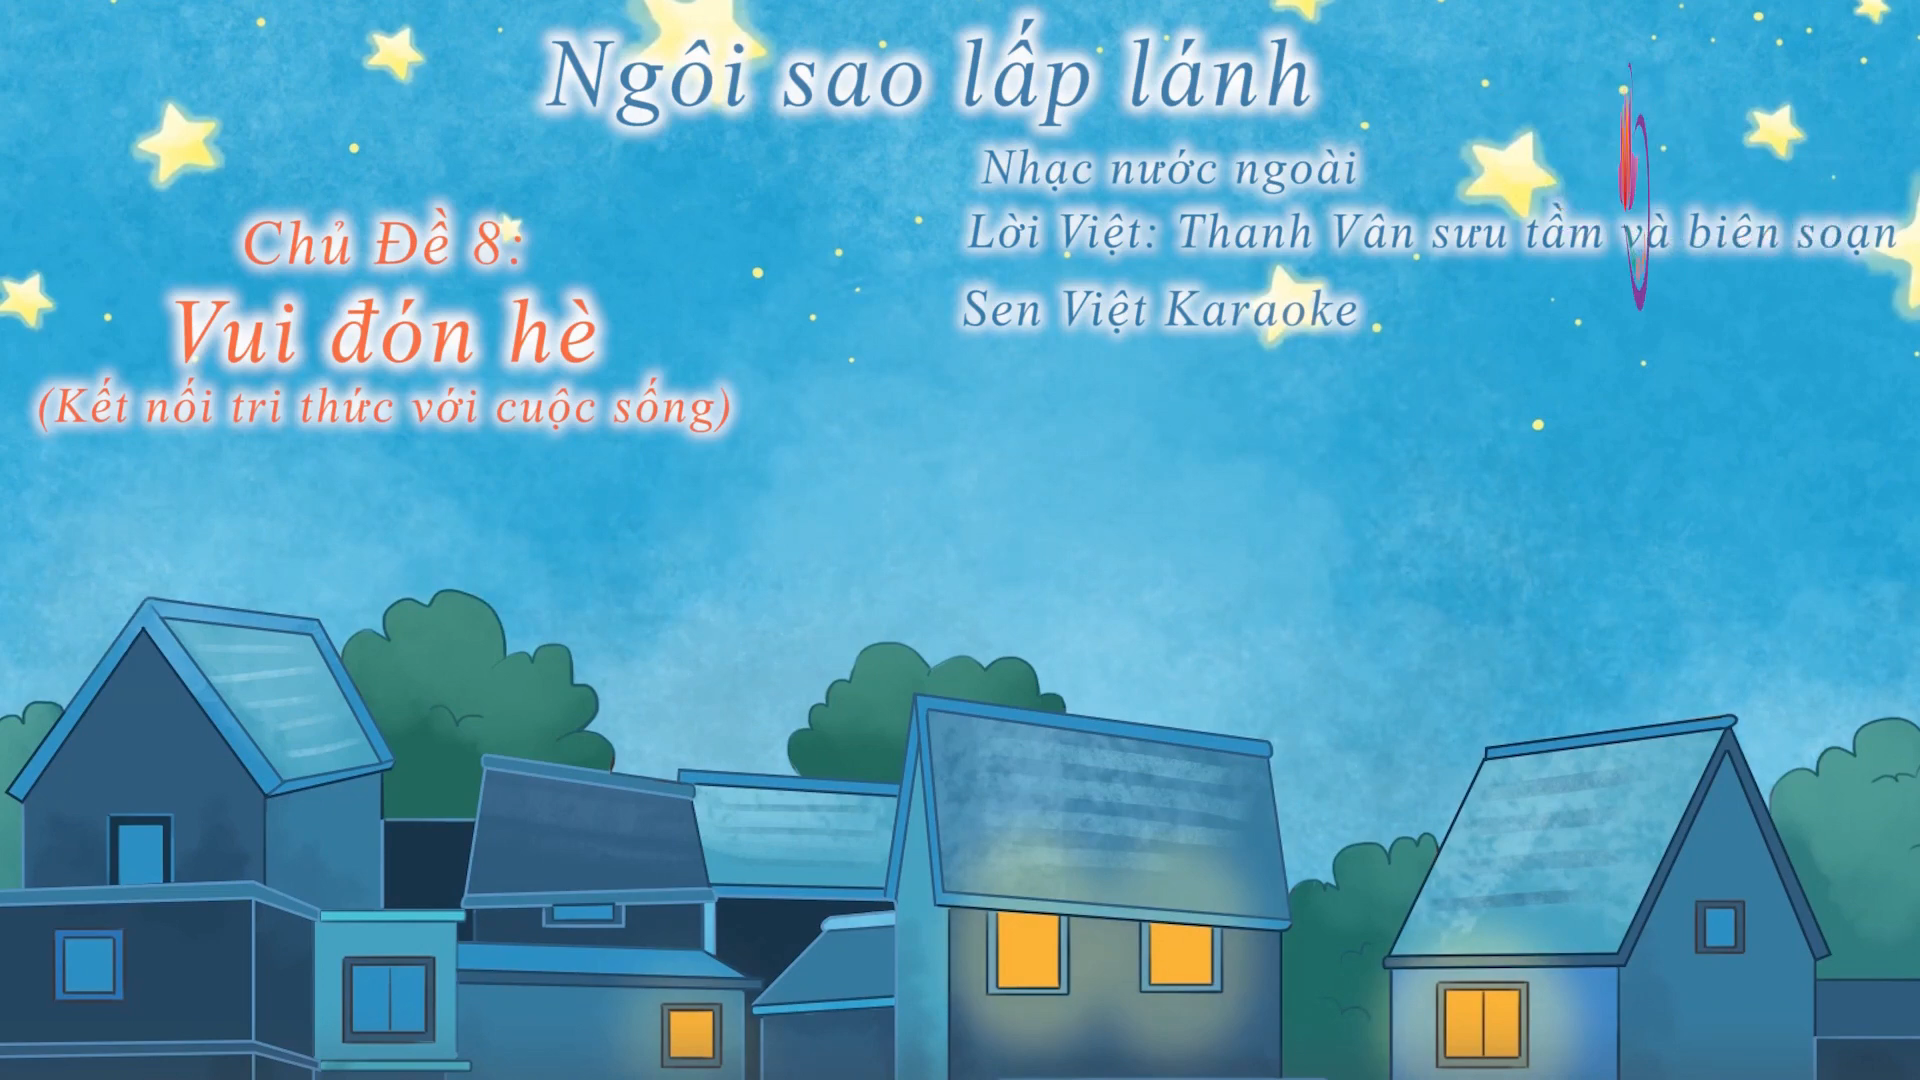 Ngôi sao lấp lánh
Nhạc nước ngoài
Lời Việt: Thanh Vân sưu tầm và biên soạn
Sen Việt Karaoke
Chủ Đề 8:
Vui đón hè
(Kết nối tri thức với cuộc sống)